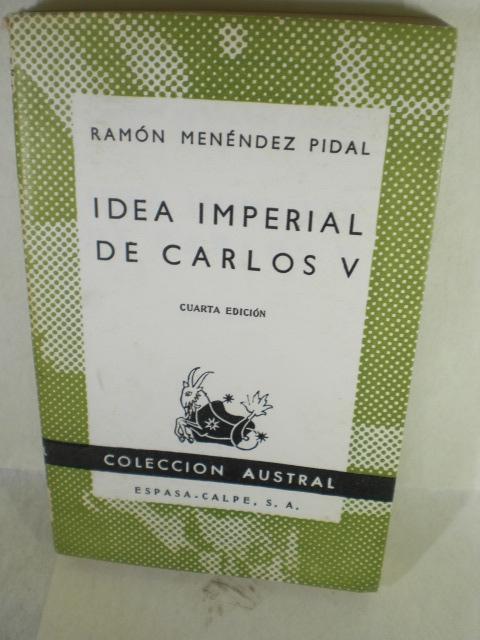 RAMÓN MENÉNDEZ PIDAL
IDEA IMPERIAL
DE CARLOS V
CUARTA EDICIÓN
COLECCION AUSTRAL
ESPASA-CALPE, S. A.